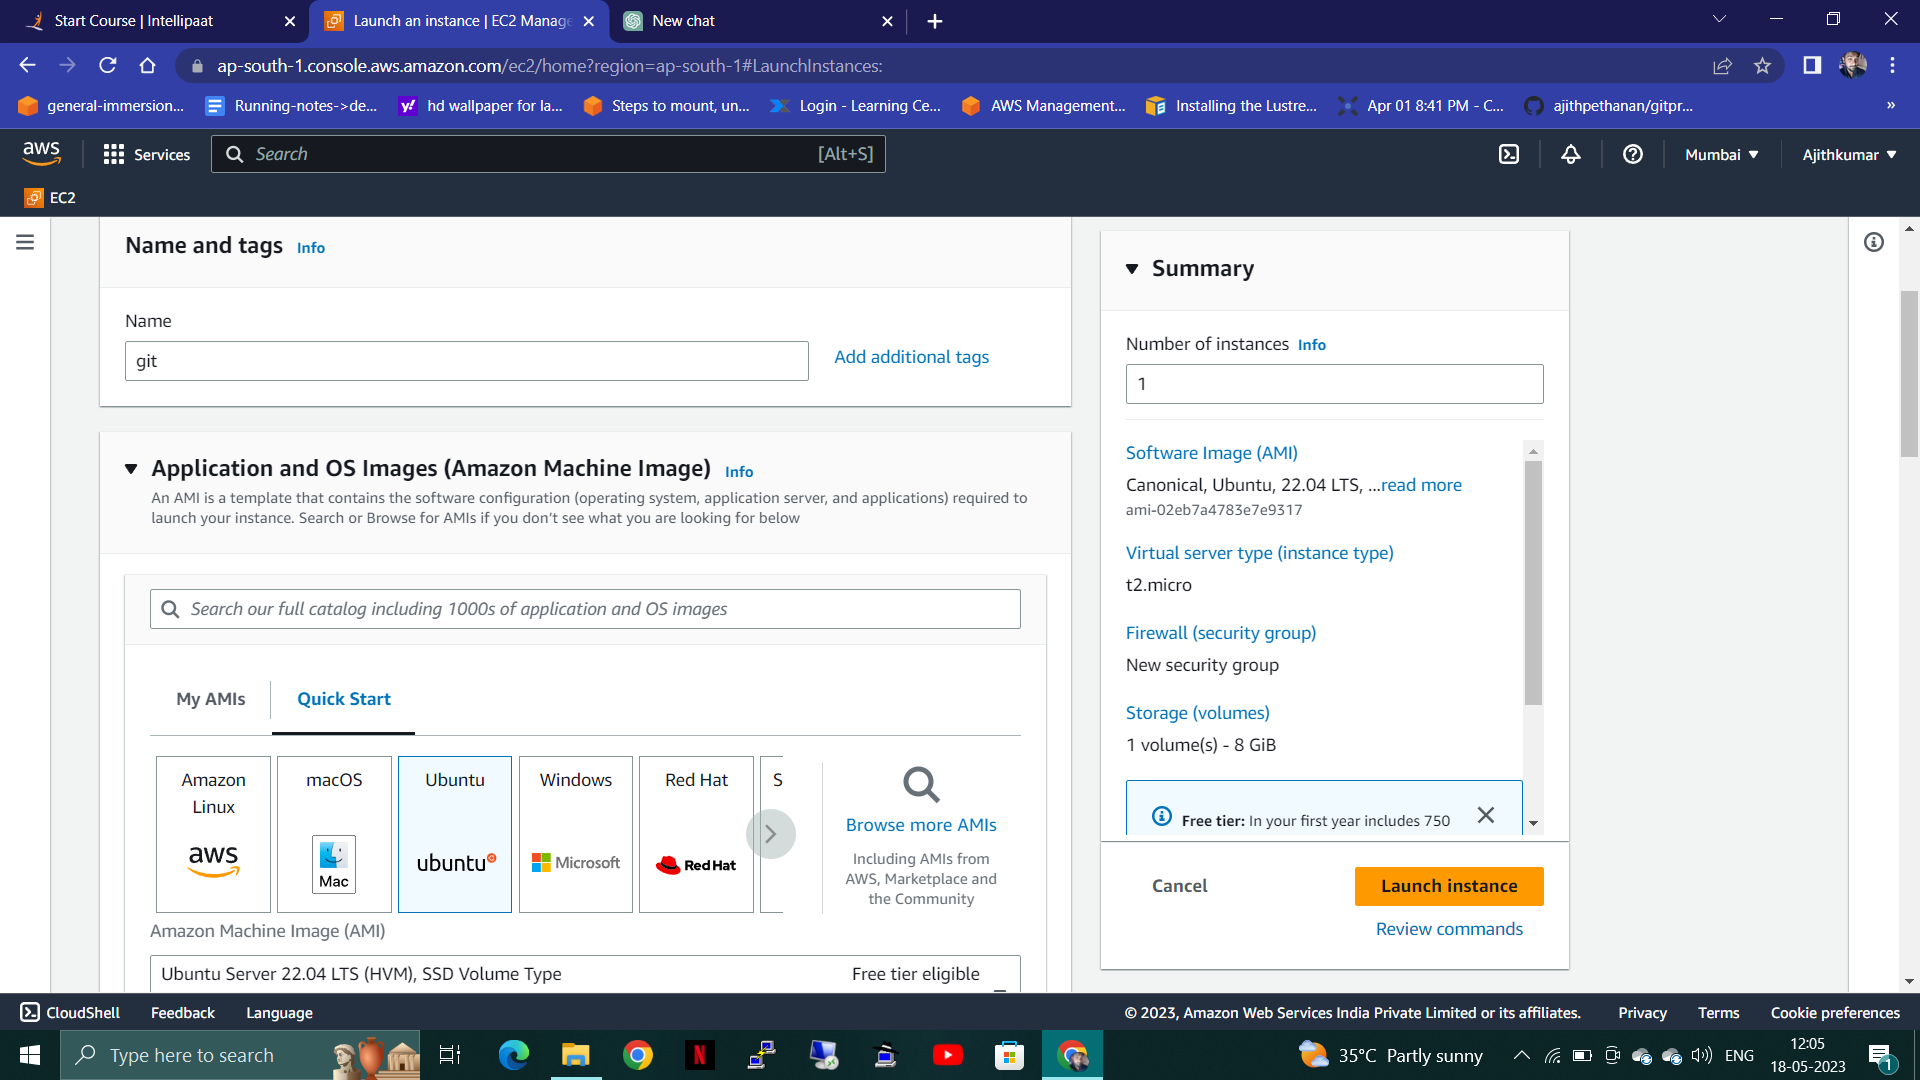 Start Course | Intellipaat
Launch an instance | EC2 Manage
New chat
ap-south-1.console.aws.amazon.com/ec2/home?region=ap-south-1#LaunchInstances:
general-immersion...
Running-notes->de...
hd wallpaper for la...
Steps to mount, un...
Login - Learning Ce...
AWS Management...
Installing the Lustre...
Apr 01 8:41 PM - C...
ajithpethanan/gitpr...
»
aws
Services
Search
[Alt+S]
Mumbai
Ajithkumar
EC2
Name and tags Info
Name
git
Add additional tags
Application and OS Images (Amazon Machine Image) Info
An AMI is a template that contains the software configuration (operating system, application server, and applications) required to
launch your instance. Search or Browse for AMIs if you don't see what you are looking for below
Search our full catalog including 1000s of application and OS images
My AMIs
Quick Start
Amazon
Linux
aws
macOS
Mac
Ubuntu
ubuntu
Windows
Microsoft
Red Hat
Red Hat
S
Browse more AMIs
Including AMIs from
AWS, Marketplace and
the Community
Amazon Machine Image (AMI)
Ubuntu Server 22.04 LTS (HVM), SSD Volume Type
Free tier eligible
Summary
Number of instances Info
1
Software Image (AMI)
Canonical, Ubuntu, 22.04 LTS, ...read more
ami-02eb7a4783e7e9317
Virtual server type (instance type)
t2.micro
Firewall (security group)
New security group
Storage (volumes)
1 volume(s) - 8 GiB
Free tier: In your first year includes 750
Cancel
Launch instance
Review commands
CloudShell
Feedback
Language
© 2023, Amazon Web Services India Private Limited or its affiliates.
Privacy
Terms
Cookie preferences
Type here to search
N
35°C Partly sunny
ENG
12:05
18-05-2023
1